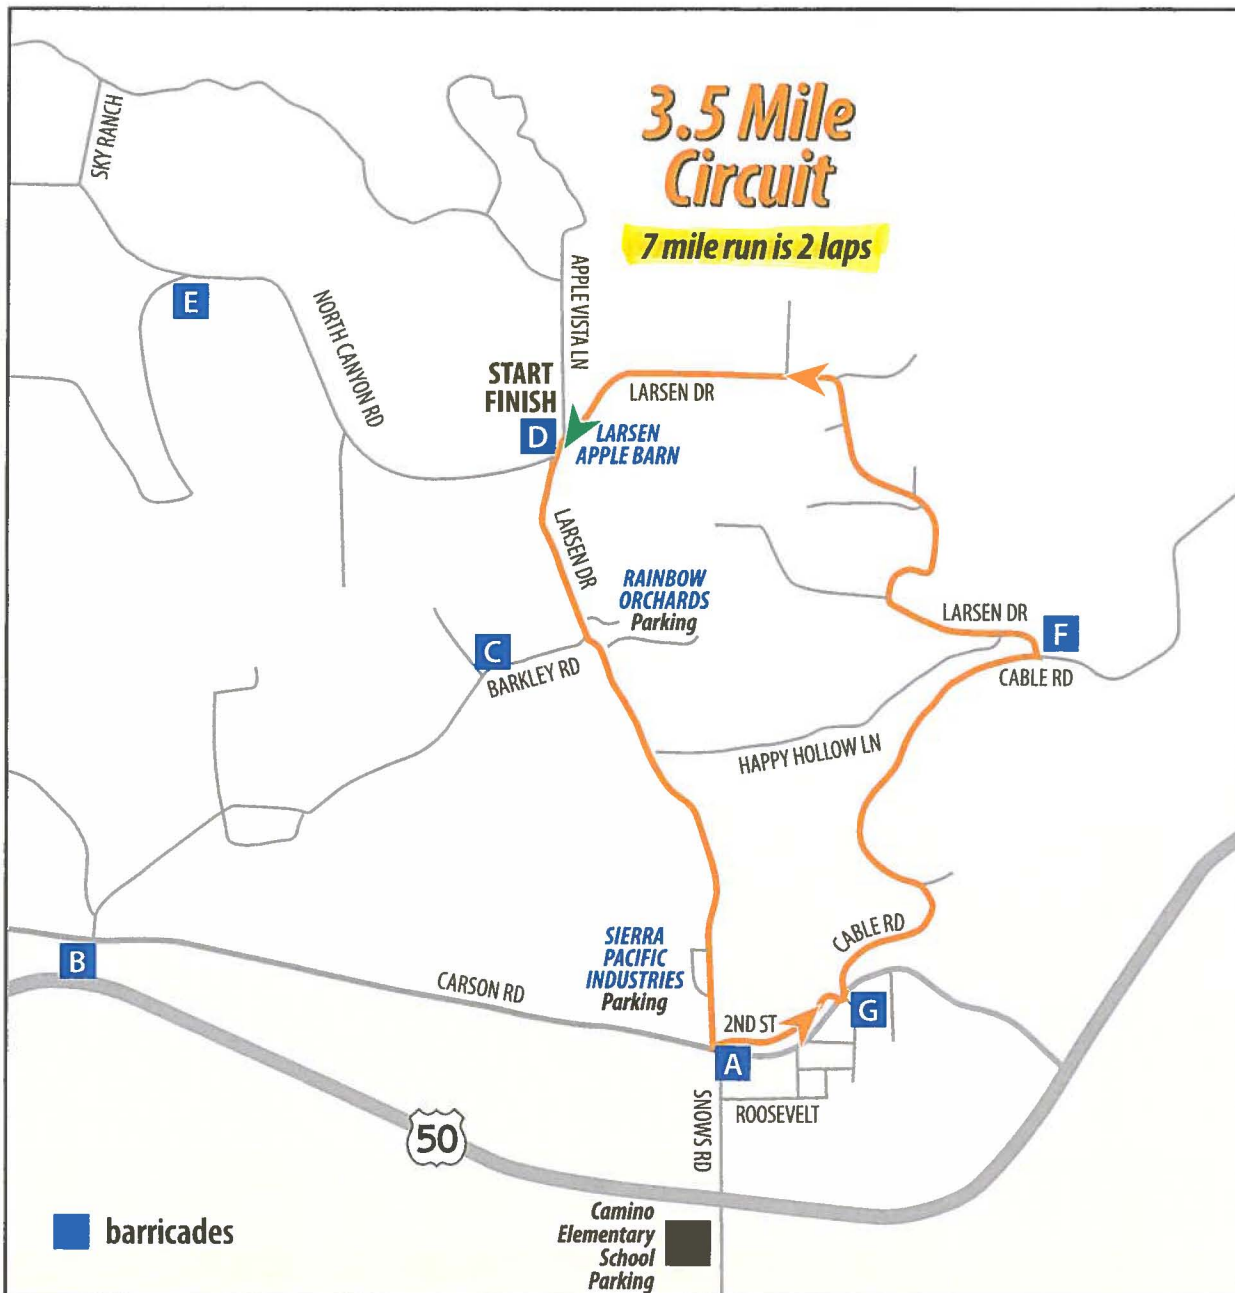 3.5 Mile
Circuit
7 mile run is 2 laps
SKY RANCH
E
NORTH CANYON RD
APPLE VISTA LN
START
FINISH
D
LARSEN DR
LARSEN
APPLE BARN
LARSEN DR
RAINBOW
ORCHARDS
Parking
C
BARKLEY RD
LARSEN DR
F
CABLE RD
HAPPY HOLLOW LN
CABLE RD
B
CARSON RD
SIERRA
PACIFIC
INDUSTRIES
Parking
2ND ST
G
A
SNOWS RD
ROOSEVELT
50
barricades
Camino
Elementary
School
Parking